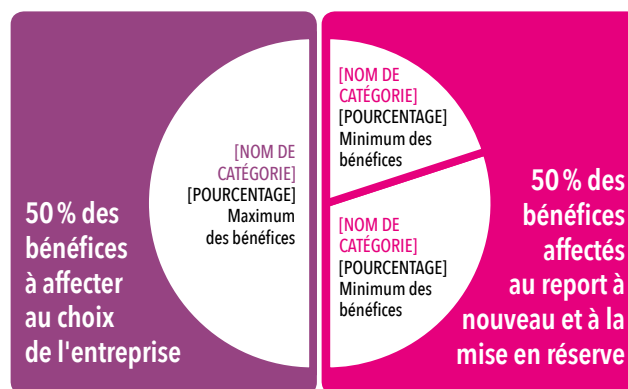 [NOM DE
CATÉGORIE]
[POURCENTAGE]
Maximum
des bénéfices
50 % des
bénéfices
à affecter
au choix
de l'entreprise
[NOM DE
CATÉGORIE]
[POURCENTAGE]
Minimum des
bénéfices
[NOM DE
CATÉGORIE]
[POURCENTAGE]
Minimum des
bénéfices
50 % des
bénéfices
affectés
au report à
nouveau et à la
mise en réserve